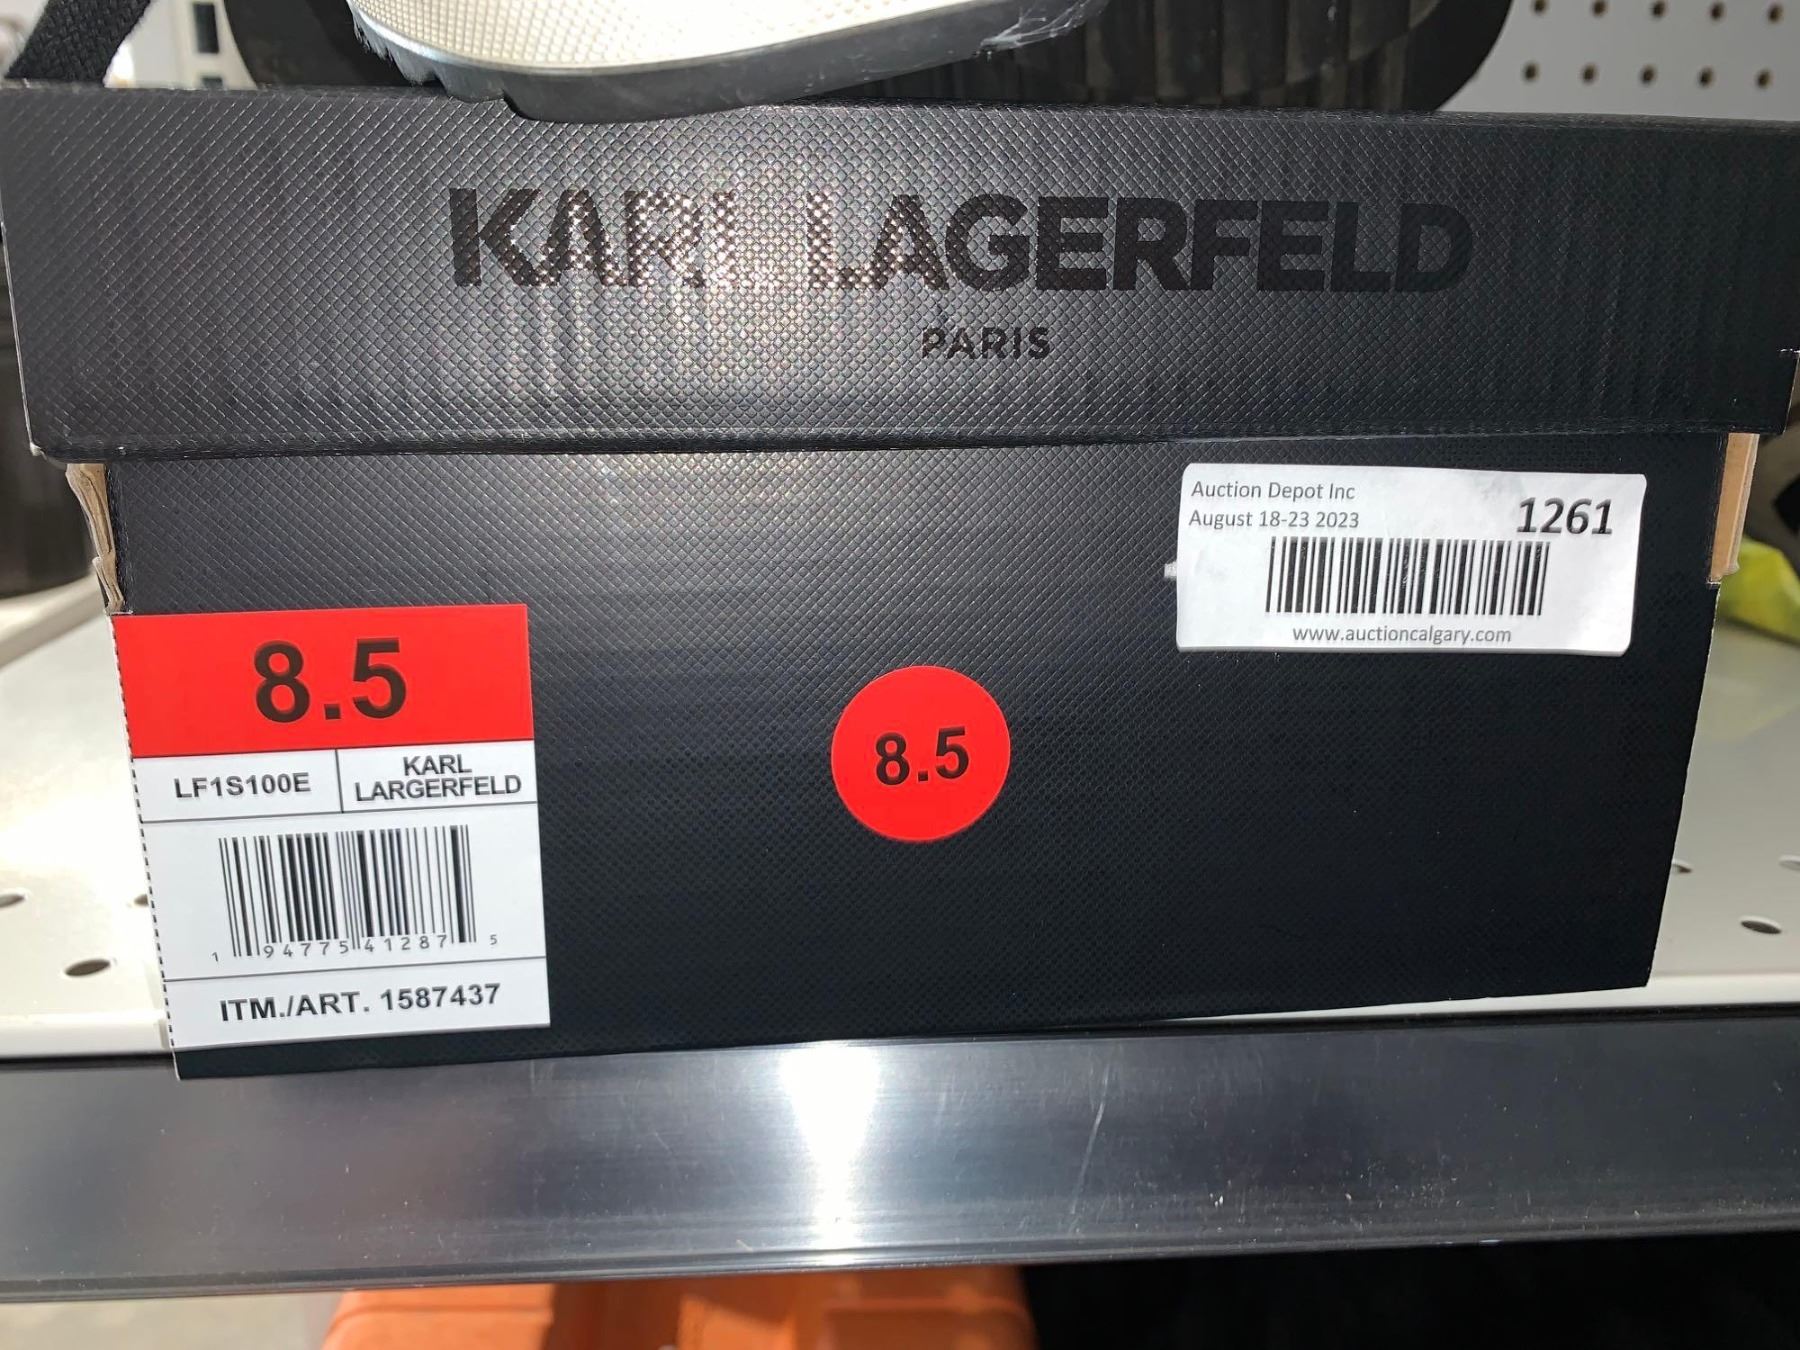 KARL LAGERFELD
PARIS
Auction Depot Inc
August 18-23 2023
1261
www.auctioncalgary.com
8.5
LF1S100E
KARL
LARGERFELD
1 94775 41287 5
ITM./ART. 1587437
8.5